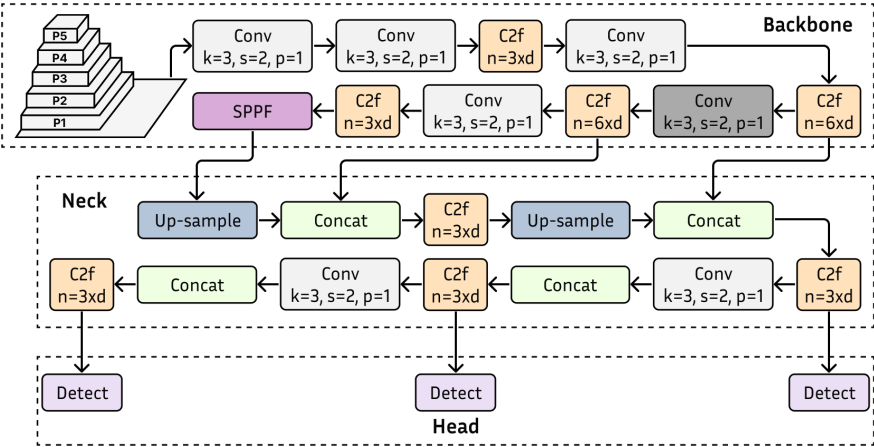 Backbone
P5
P4
P3
P2
P1
Conv
k=3, s=2, p=1
Conv
k=3, s=2, p=1
C2f
n=3xd
Conv
k=3, s=2, p=1
SPPF
C2f
n=3xd
Conv
k=3, s=2, p=1
C2f
n=6xd
Conv
k=3, s=2, p=1
C2f
n=6xd
Neck
Up-sample
Concat
C2f
n=3xd
Up-sample
Concat
C2f
n=3xd
Concat
Conv
k=3, s=2, p=1
C2f
n=3xd
Concat
Conv
k=3, s=2, p=1
C2f
n=3xd
Detect
Detect
Detect
Head